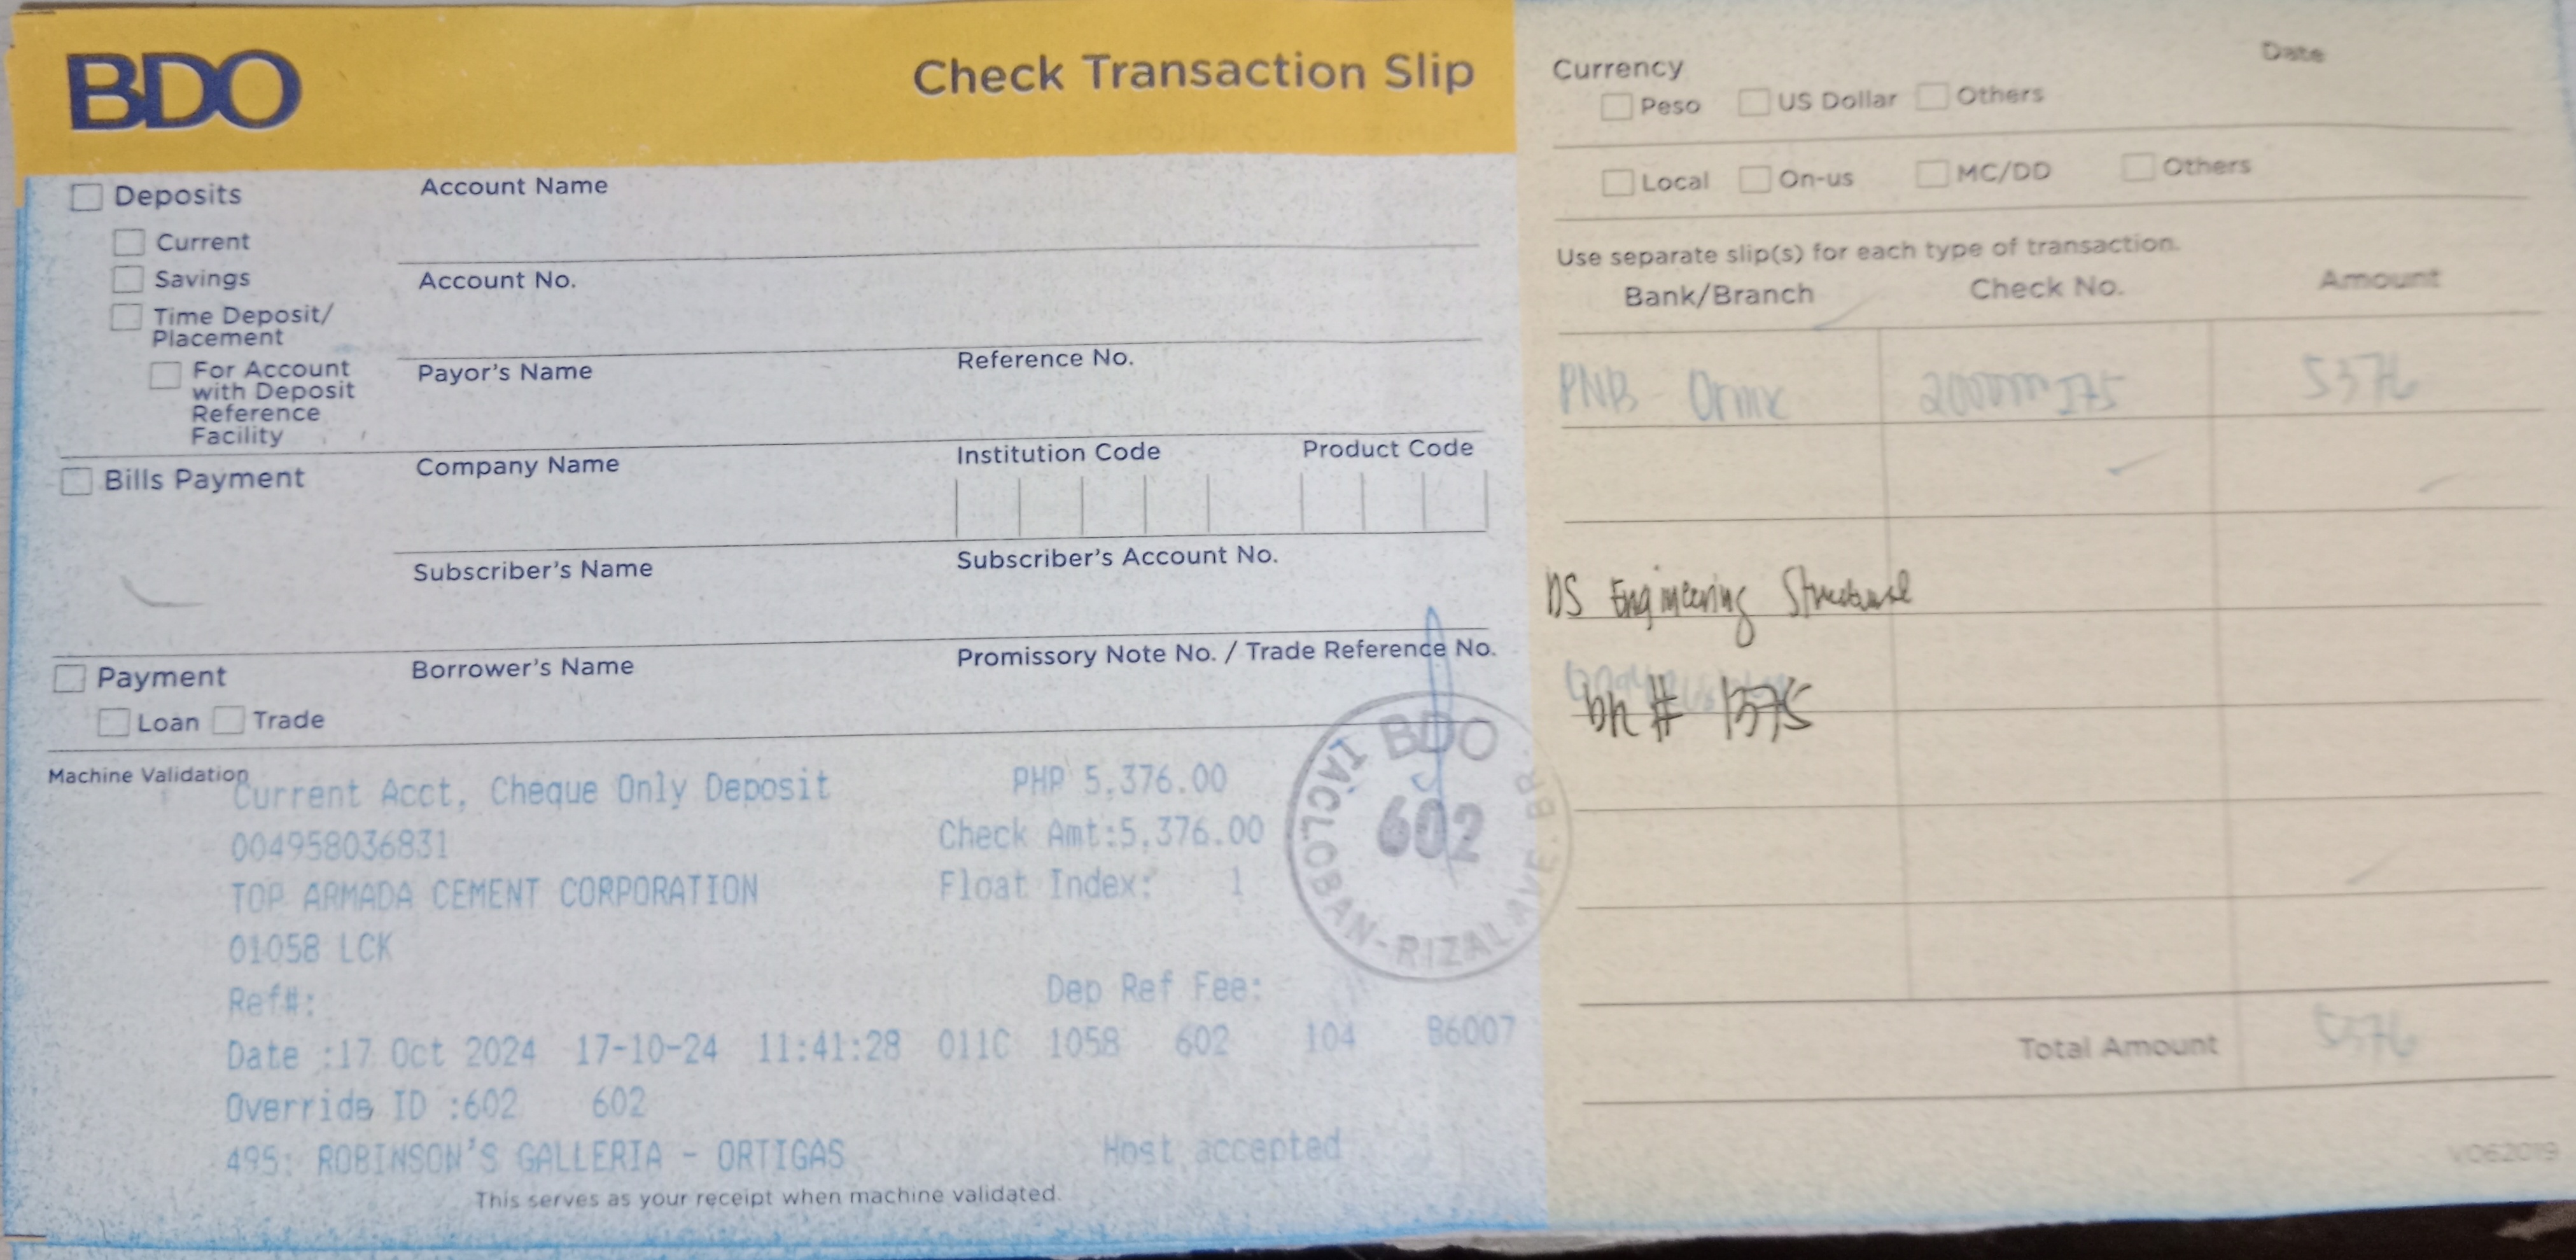 BDO
Check Transaction Slip
Deposits
Current
Savings
Time Deposit/
Placement
For Account
with Deposit
Reference
Facility
Account Name
Account No.
Payor's Name
Reference No.
Bills Payment
Company Name
Institution Code
Product Code
Subscriber's Name
Subscriber's Account No.
Payment
Loan Trade
Borrower's Name
Promissory Note No. / Trade Reference No.
Machine Validation
Current Acct, Cheque Only Deposit PHP 5,376.00
004958036831 Check Amt:5,376.00
TOP ARMADA CEMENT CORPORATION Float Index: 1
01058 LCK
Ref#: Dep Ref Fee:
Date :17 Oct 2024 17-10-24 11:41:28 011C 1058 602 104 B6007
Override ID :602 602
495: ROBINSON'S GALLERIA - ORTIGAS Host accepted
This serves as your receipt when machine validated.
BDO
602
TACLOBAN-RIZAL AVE. BR.
Currency
Date
Peso US Dollar Others
Local On-us MC/DD Others
Use separate slip(s) for each type of transaction.
Bank/Branch Check No. Amount
PNB 5376
DS Engineering
# 1375
Total Amount 5376
V062019